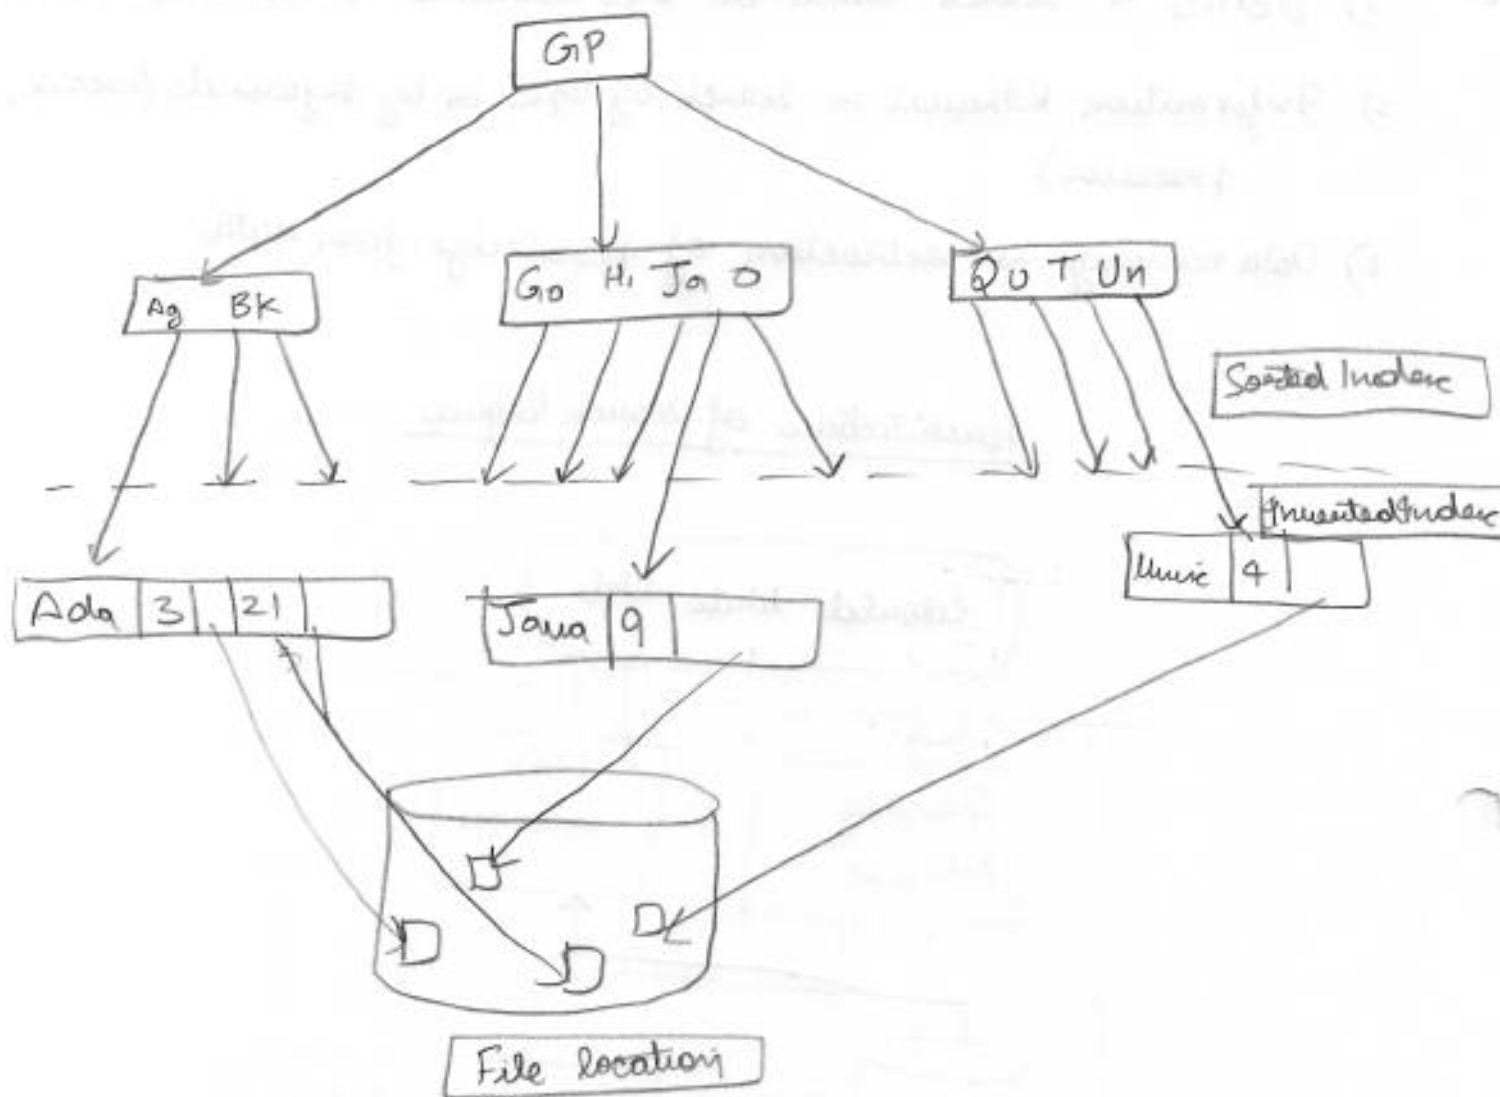 GP
Ag BK
Go Hi Ja O
QU T Un
Sorted Index
Inverted Index
Ada 3 21
Java 9
4
File location